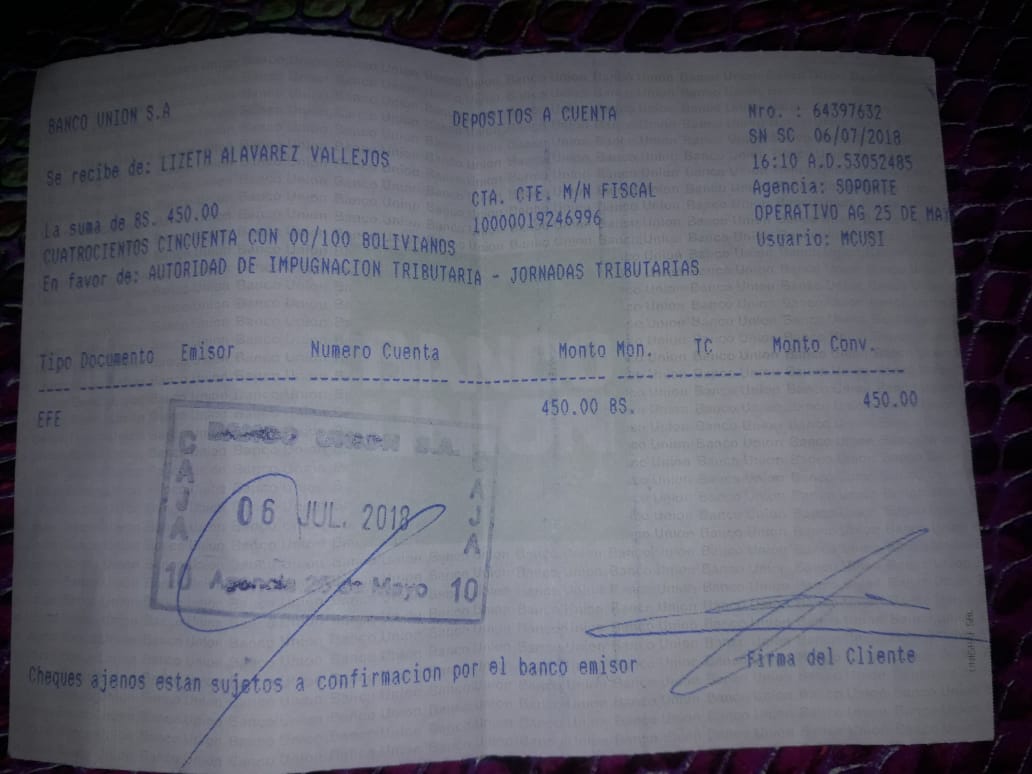 BANCO UNION S.A
DEPOSITOS A CUENTA
Nro. : 64397632
SN SC 06/07/2018
16:10 A.D.53052485
Agencia: SOPORTE
OPERATIVO AG 25 DE MAY
Usuario: MCUSI
Se recibe de: LIZETH ALAVAREZ VALLEJOS
CTA. CTE. M/N FISCAL
10000019246996
La suma de BS. 450.00
CUATROCIENTOS CINCUENTA CON 00/100 BOLIVIANOS
En favor de: AUTORIDAD DE IMPUGNACION TRIBUTARIA - JORNADAS TRIBUTARIAS
Tipo Documento Emisor Numero Cuenta Monto Mon. TC Monto Conv.
EFE 450.00 BS. 450.00
BANCO UNION S.A.
CAJA
06 JUL. 2018
CAJA
10 Agencia 25 de Mayo 10
Cheques ajenos estan sujetos a confirmacion por el banco emisor
Firma del Cliente